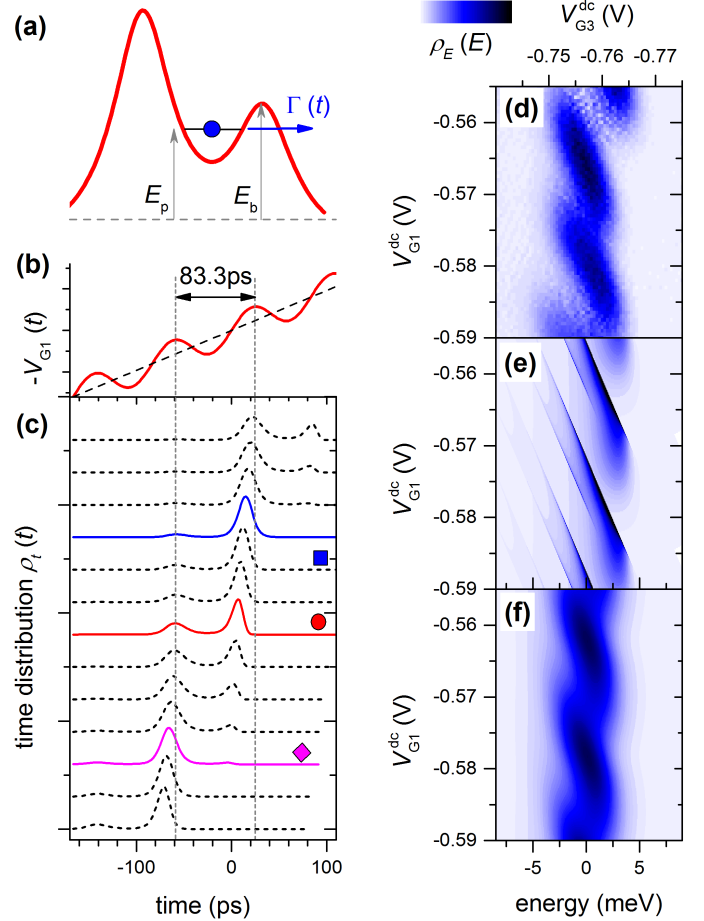 (a)
Γ (t)
E_p
E_b
(b)
83.3ps
-V_G1 (t)
(c)
time distribution ρ_t (t)
-100
0
100
time (ps)
ρ_E (E)
V_G3^dc (V)
-0.75
-0.76
-0.77
(d)
-0.56
-0.57
-0.58
-0.59
V_G1^dc (V)
(e)
-0.56
-0.57
-0.58
-0.59
V_G1^dc (V)
(f)
-0.56
-0.57
-0.58
-0.59
V_G1^dc (V)
-5
0
5
energy (meV)